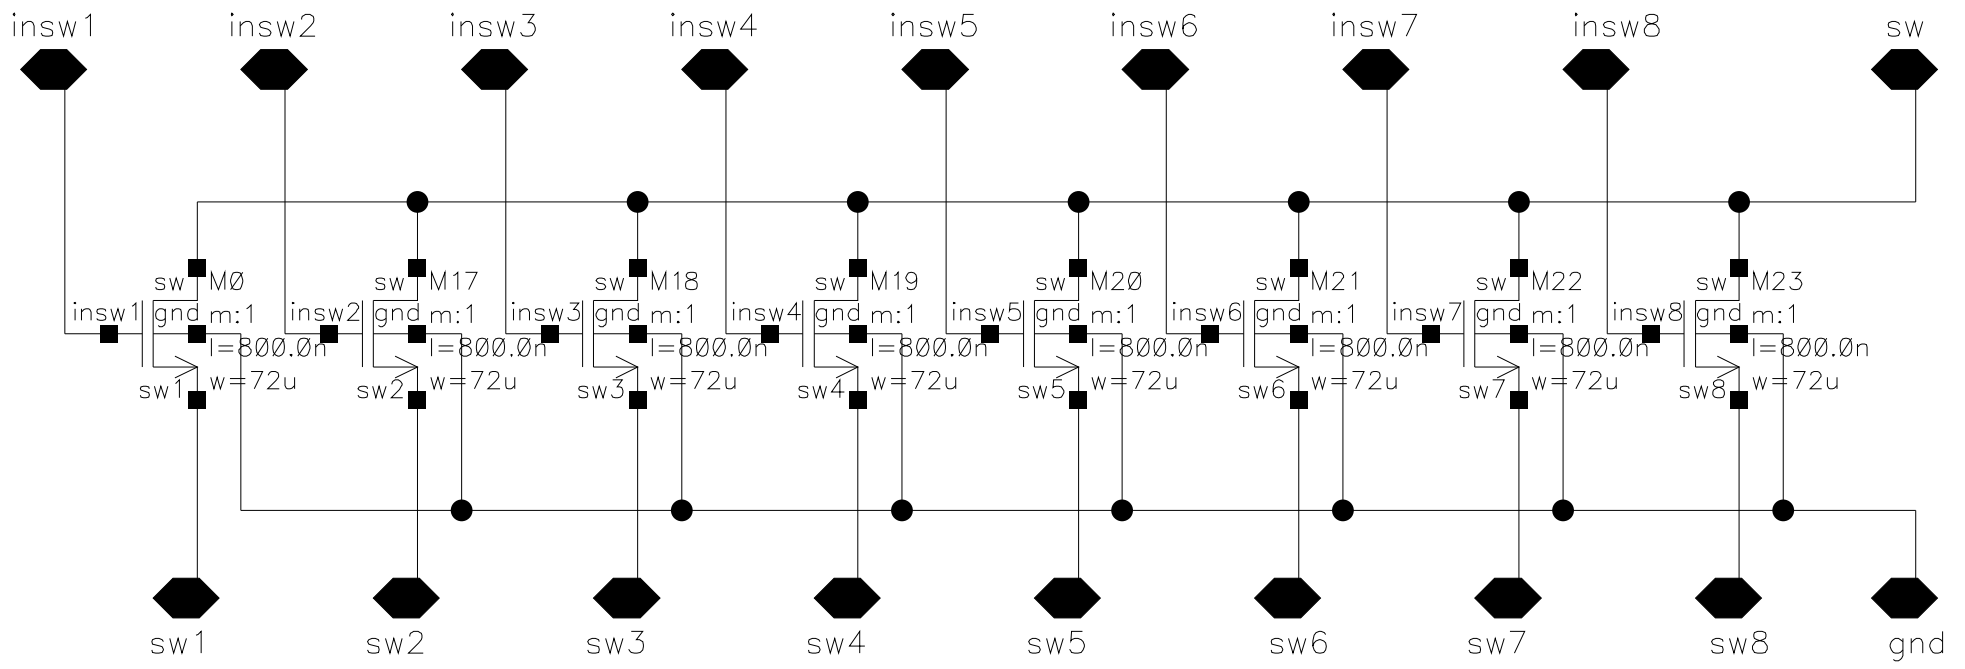 insw1 insw2 insw3 insw4 insw5 insw6 insw7 insw8 sw
sw M0 sw M17 sw M18 sw M19 sw M20 sw M21 sw M22 sw M23
insw1 gnd m:1 insw2 gnd m:1 insw3 gnd m:1 insw4 gnd m:1 insw5 gnd m:1 insw6 gnd m:1 insw7 gnd m:1 insw8 gnd m:1
l=800.0n l=800.0n l=800.0n l=800.0n l=800.0n l=800.0n l=800.0n l=800.0n
sw1 w=72u sw2 w=72u sw3 w=72u sw4 w=72u sw5 w=72u sw6 w=72u sw7 w=72u sw8 w=72u
sw1 sw2 sw3 sw4 sw5 sw6 sw7 sw8 gnd